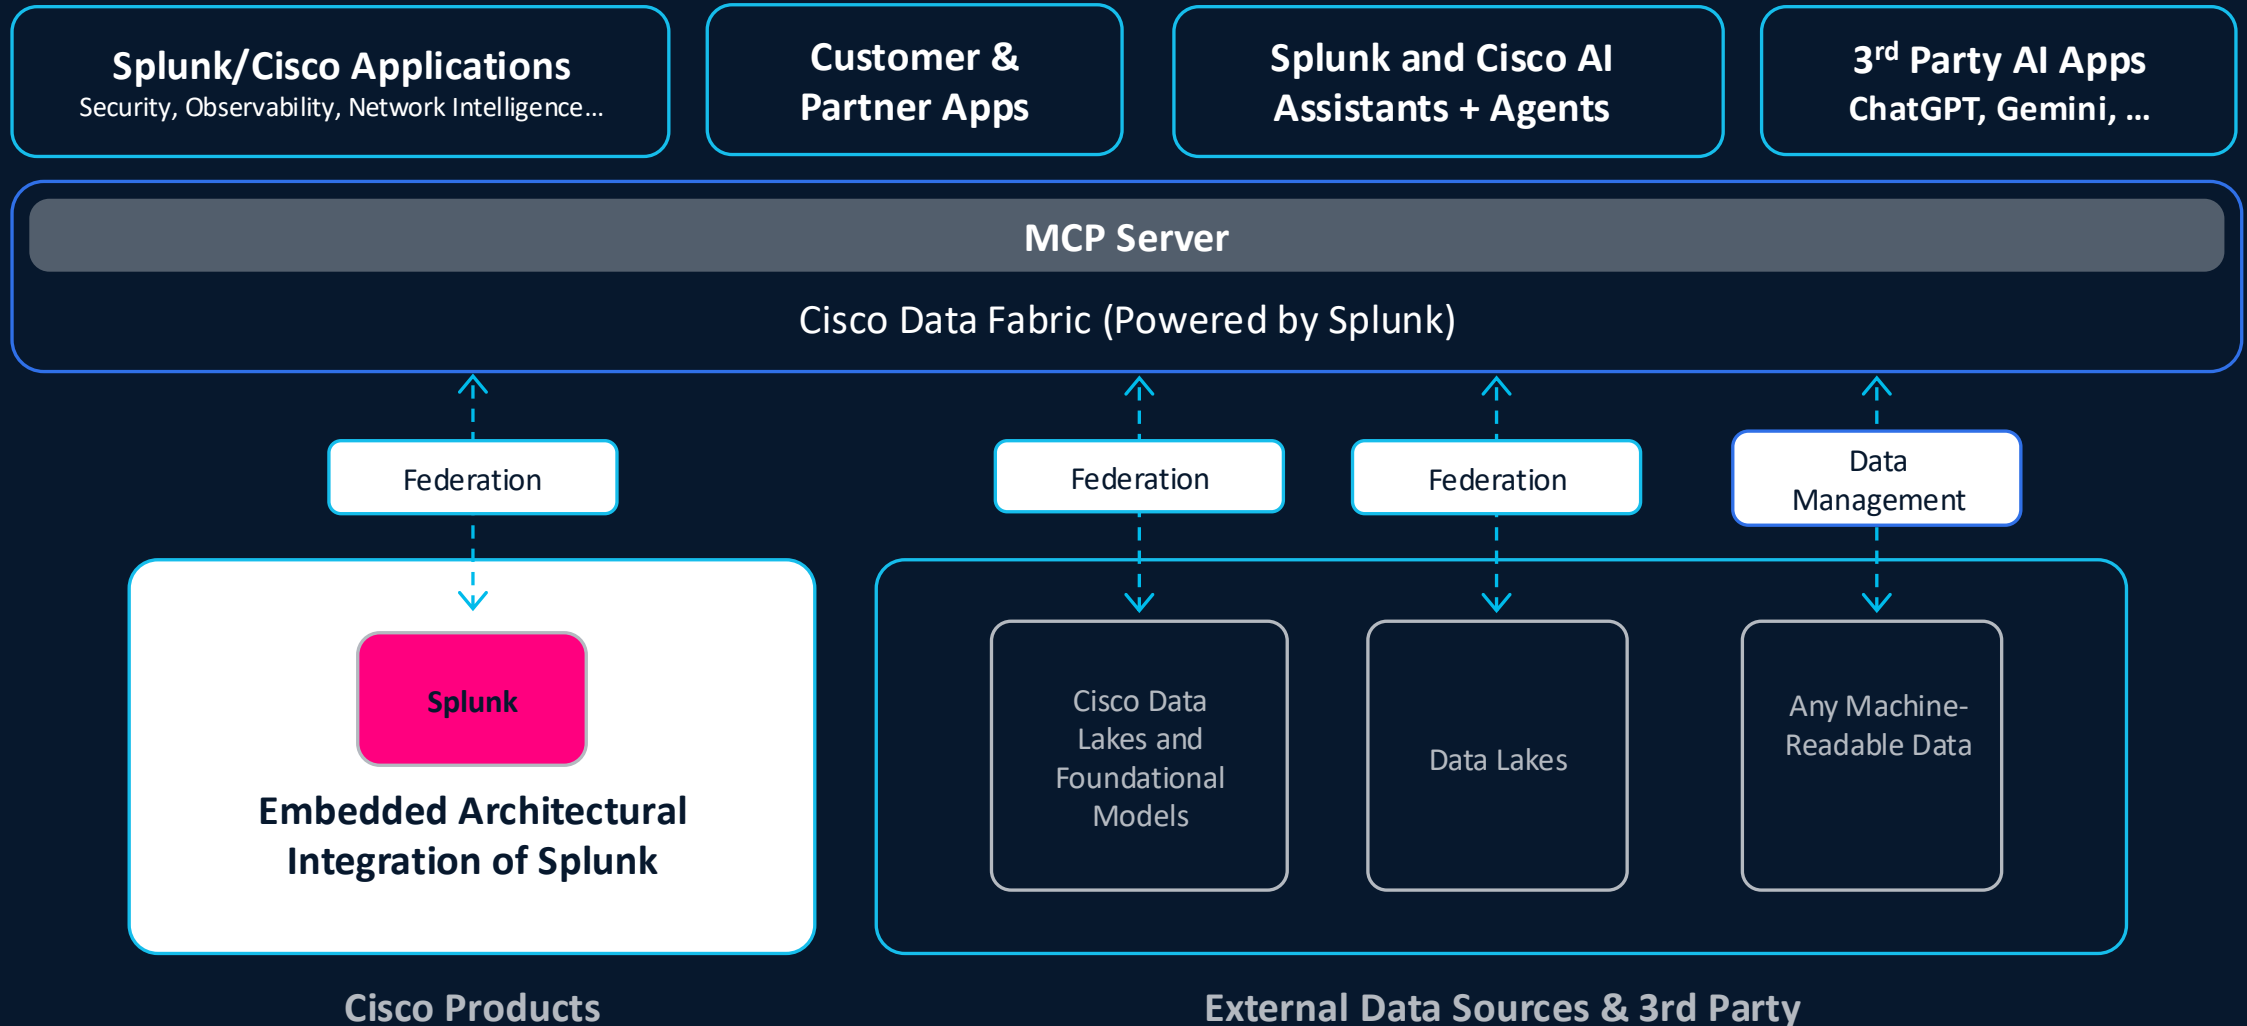 Splunk/Cisco Applications
Security, Observability, Network Intelligence...
Customer &
Partner Apps
Splunk and Cisco AI
Assistants + Agents
3rd Party AI Apps
ChatGPT, Gemini, ...
MCP Server
Cisco Data Fabric (Powered by Splunk)
Federation
Federation
Federation
Data
Management
Splunk
Embedded Architectural
Integration of Splunk
Cisco Data
Lakes and
Foundational
Models
Data Lakes
Any Machine-
Readable Data
Cisco Products
External Data Sources & 3rd Party